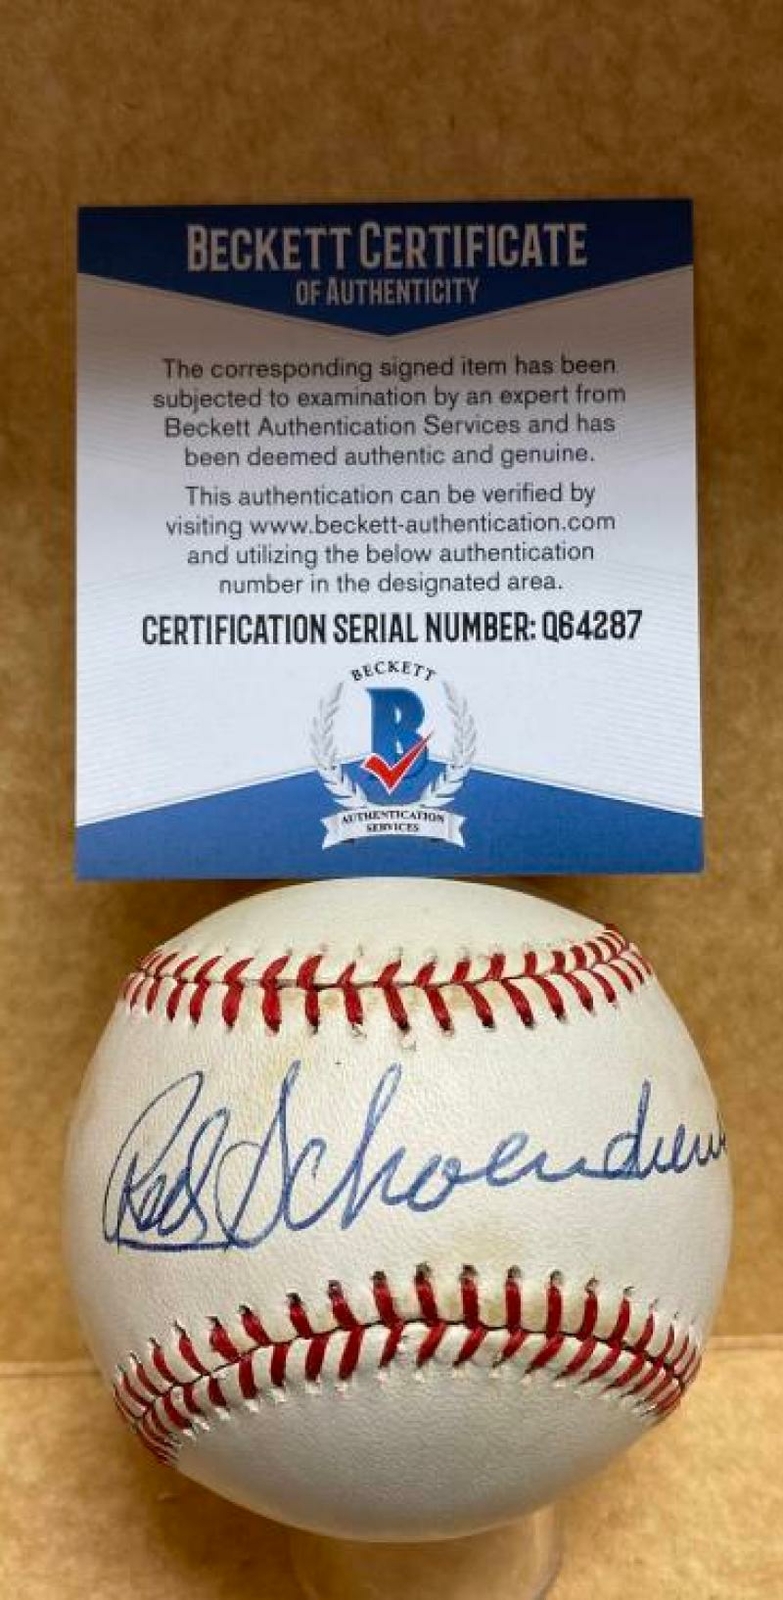 BECKETT CERTIFICATE
OF AUTHENTICITY
The corresponding signed item has been
subjected to examination by an expert from
Beckett Authentication Services and has
been deemed authentic and genuine.
This authentication can be verified by
visiting www.beckett-authentication.com
and utilizing the below authentication
number in the designated area.
CERTIFICATION SERIAL NUMBER: Q64287
BECKETT
B
AUTHENTICATION
SERVICES
Red Schoendiens